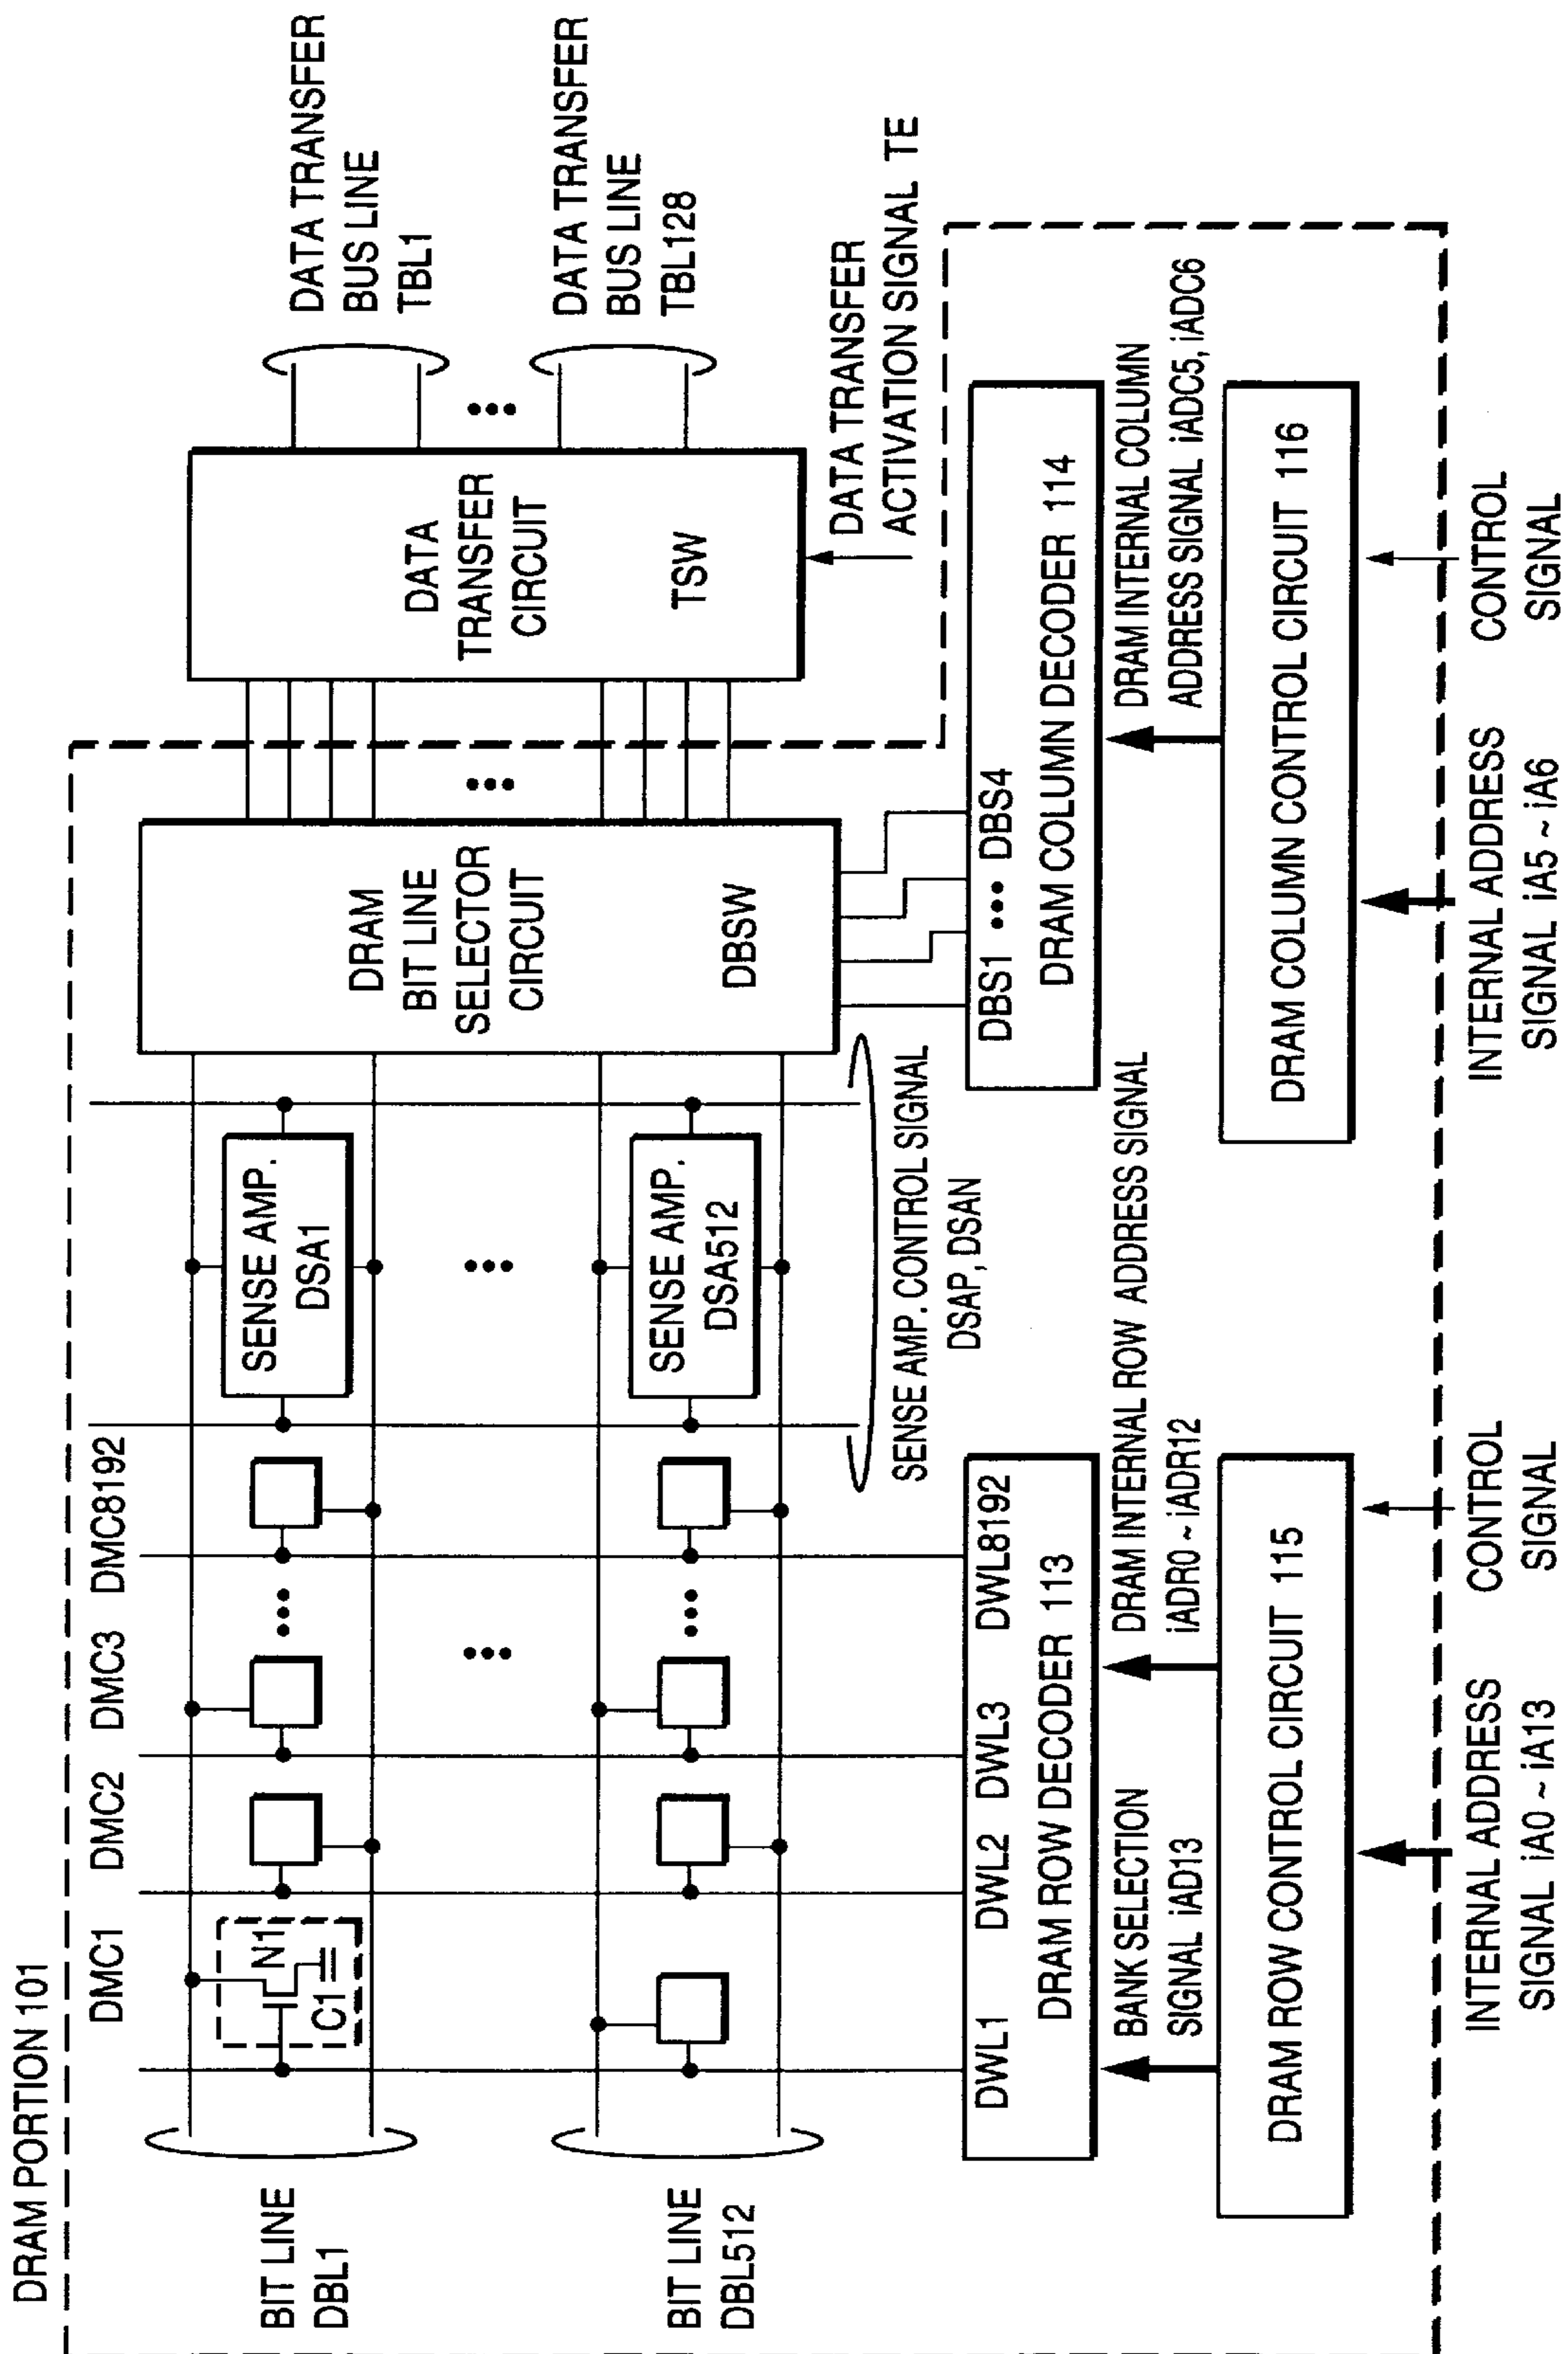 DRAM PORTION 101
DMC1
DMC2
DMC3
DMC8192
BIT LINE
DBL1
N1
C1
SENSE AMP.
DSA1
BIT LINE
DBL512
SENSE AMP.
DSA512
DRAM
BIT LINE
SELECTOR
CIRCUIT
DBSW
DATA
TRANSFER
CIRCUIT
TSW
DATA TRANSFER
BUS LINE
TBL1
DATA TRANSFER
BUS LINE
TBL128
DATA TRANSFER
ACTIVATION SIGNAL TE
SENSE AMP. CONTROL SIGNAL
DSAP, DSAN
DWL1 DWL2 DWL3 DWL8192
DRAM ROW DECODER 113
DBS1 ••• DBS4
DRAM COLUMN DECODER 114
BANK SELECTION
SIGNAL iAD13
DRAM INTERNAL ROW ADDRESS SIGNAL
iADR0 ~ iADR12
DRAM INTERNAL COLUMN
ADDRESS SIGNAL iADC5, iADC6
DRAM ROW CONTROL CIRCUIT 115
DRAM COLUMN CONTROL CIRCUIT 116
INTERNAL ADDRESS
SIGNAL iA0 ~ iA13
CONTROL
SIGNAL
INTERNAL ADDRESS
SIGNAL iA5 ~ iA6
CONTROL
SIGNAL